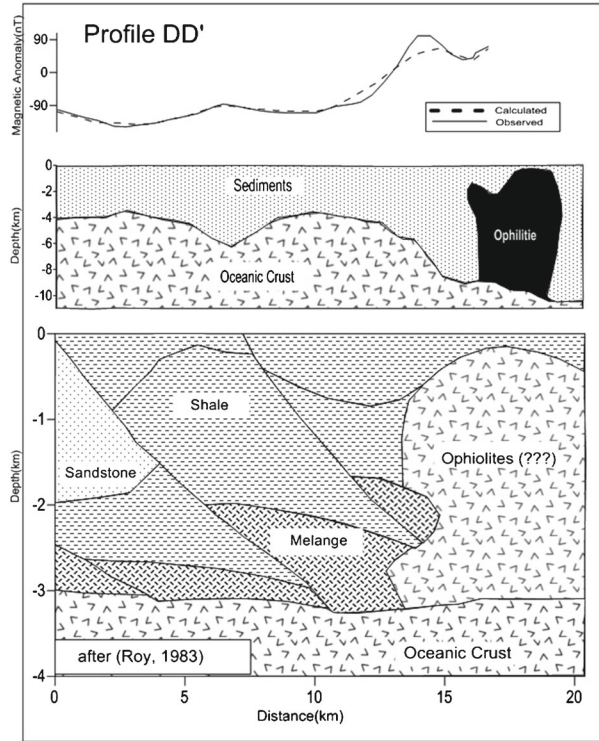 Profile DD'
Magnetic Anomaly(nT)
90
0
-90
Calculated
Observed
Depth(km)
0
-2
-4
-6
-8
-10
Sediments
Ophilitie
Oceanic Crust
Depth(km)
0
-1
-2
-3
-4
Shale
Sandstone
Ophiolites (???)
Melange
after (Roy, 1983)
Oceanic Crust
0
5
10
15
20
Distance(km)